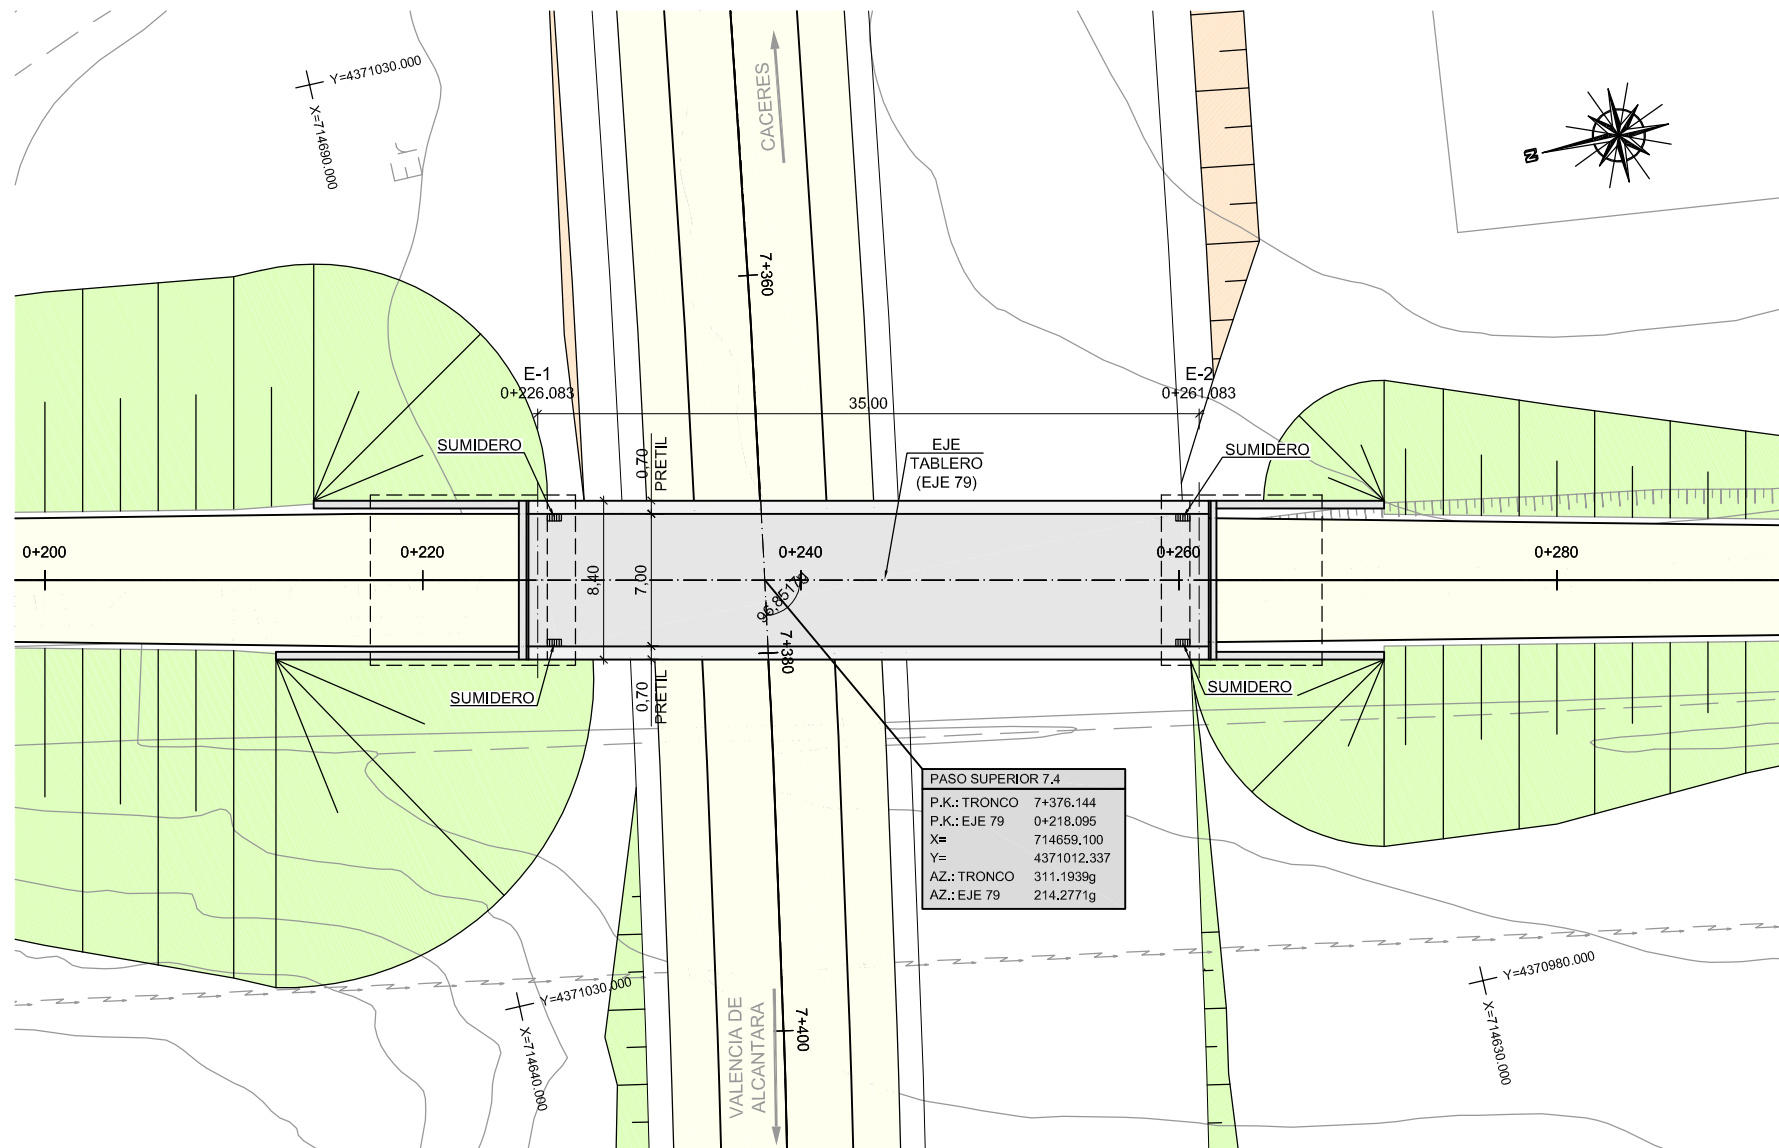 Y=4371030.000
X=714690.000
Er
CACERES
N
7+360
E-1
0+226.083
E-2
0+261.083
35.00
SUMIDERO
0,70
PRETIL
EJE
TABLERO
(EJE 79)
SUMIDERO
0+200
0+220
0+240
0+260
0+280
8,40
7,00
96,8517g
7+380
SUMIDERO
0,70
PRETIL
SUMIDERO
PASO SUPERIOR 7.4
P.K.: TRONCO 7+376.144
P.K.: EJE 79 0+218.095
X= 714659.100
Y= 4371012.337
AZ.: TRONCO 311.1939g
AZ.: EJE 79 214.2771g
Y=4371030.000
X=714640.000
VALENCIA DE
ALCANTARA
7+400
Y=4370980.000
X=714630.000